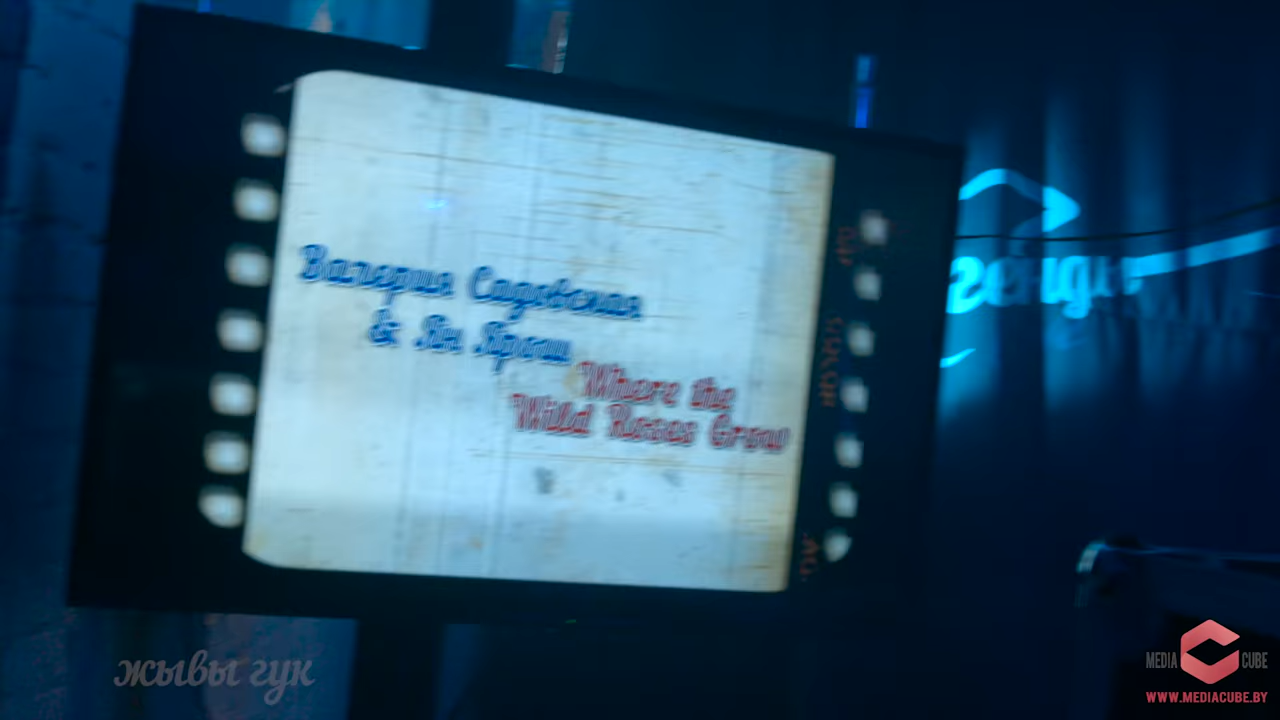 Валерия Садовская
& Ян Ярош
Where the
Wild Roses Grow
жывы гук
MEDIA CUBE
WWW.MEDIACUBE.BY